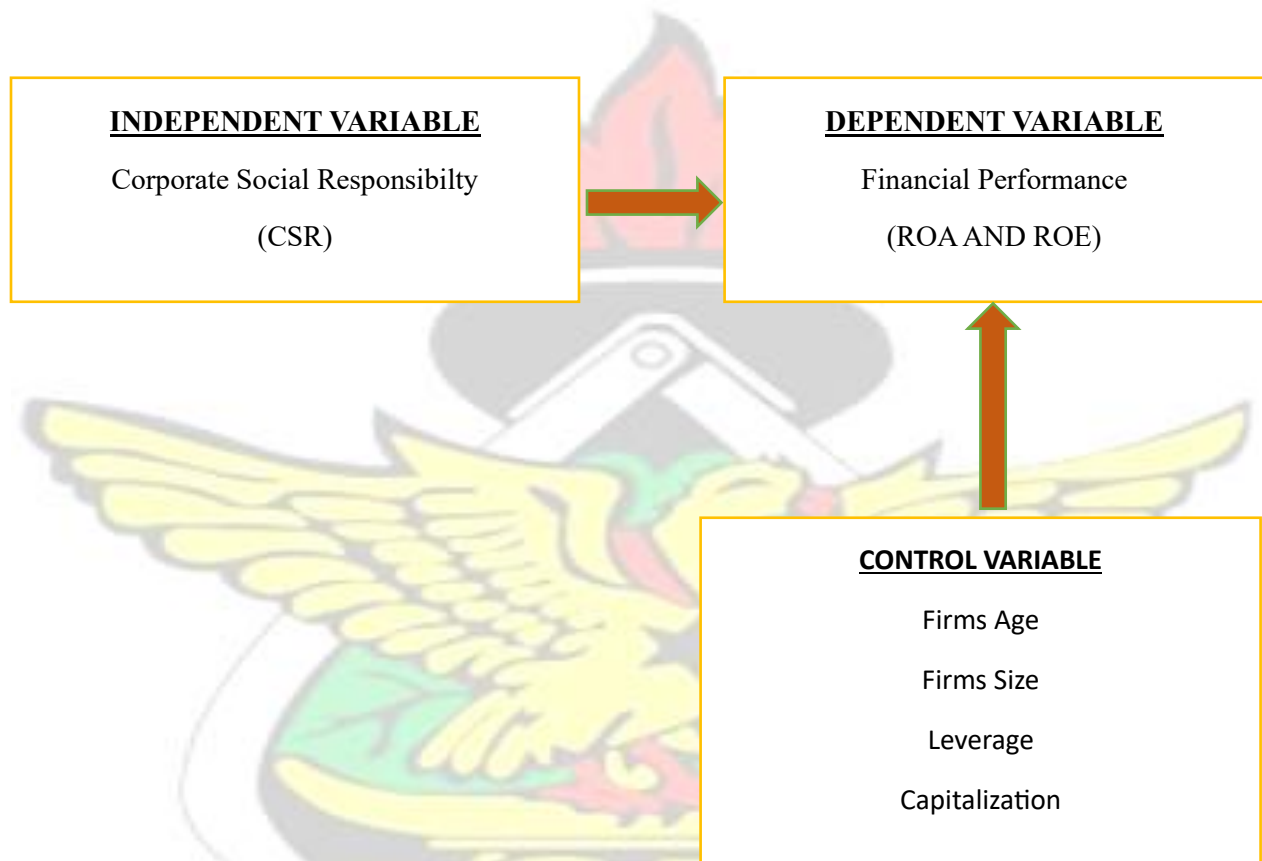 INDEPENDENT VARIABLE
Corporate Social Responsibilty
(CSR)
DEPENDENT VARIABLE
Financial Performance
(ROA AND ROE)
CONTROL VARIABLE
Firms Age
Firms Size
Leverage
Capitalization